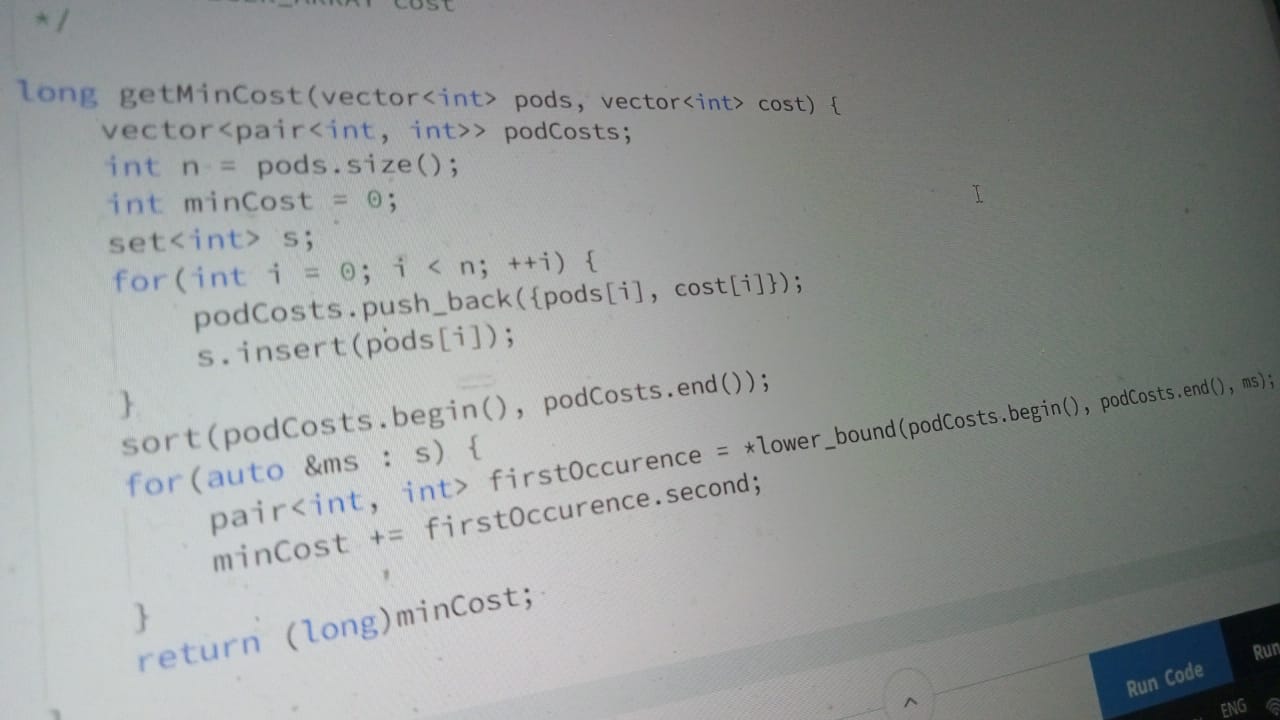 cost
*/
long getMinCost(vector<int> pods, vector<int> cost) {
vector<pair<int, int>> podCosts;
int n = pods.size();
int minCost = 0;
set<int> s;
for(int i = 0; i < n; ++i) {
podCosts.push_back({pods[i], cost[i]});
s.insert(pods[i]);
}
sort(podCosts.begin(), podCosts.end());
for(auto &ms : s) {
pair<int, int> firstOccurence = *lower_bound(podCosts.begin(), podCosts.end(), ms);
minCost += firstOccurence.second;
}
return (long)minCost;
Run Code
Run
ENG